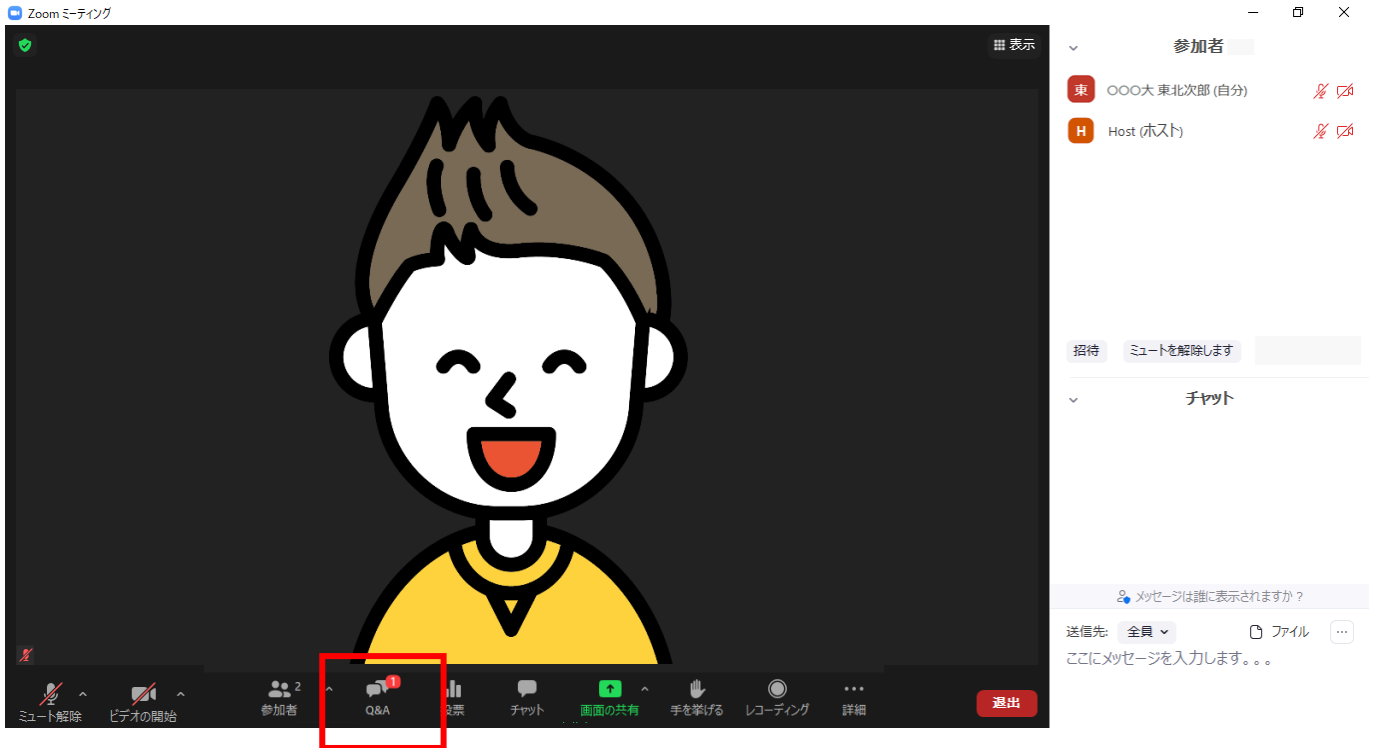 Zoom ミーティング
表示
参加者
東 〇〇〇大 東北次郎 (自分)
H Host (ホスト)
招待 ミュートを解除します
チャット
メッセージは誰に表示されますか？
送信先: 全員 ファイル
ここにメッセージを入力します。。。
ミュート解除 ビデオの開始 参加者 2 Q&A 1 投票 チャット 画面の共有 手を挙げる レコーディング 詳細 退出